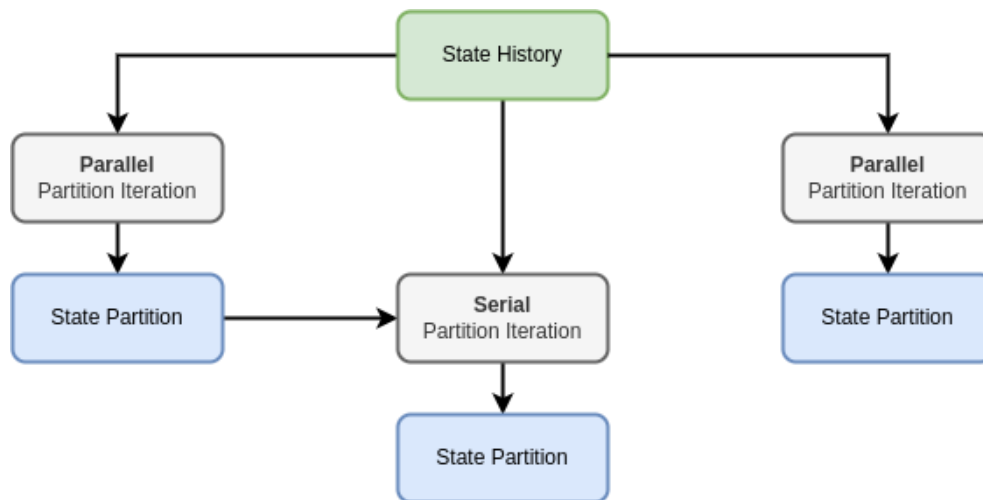 State History
Parallel
Partition Iteration
Parallel
Partition Iteration
State Partition
Serial
Partition Iteration
State Partition
State Partition